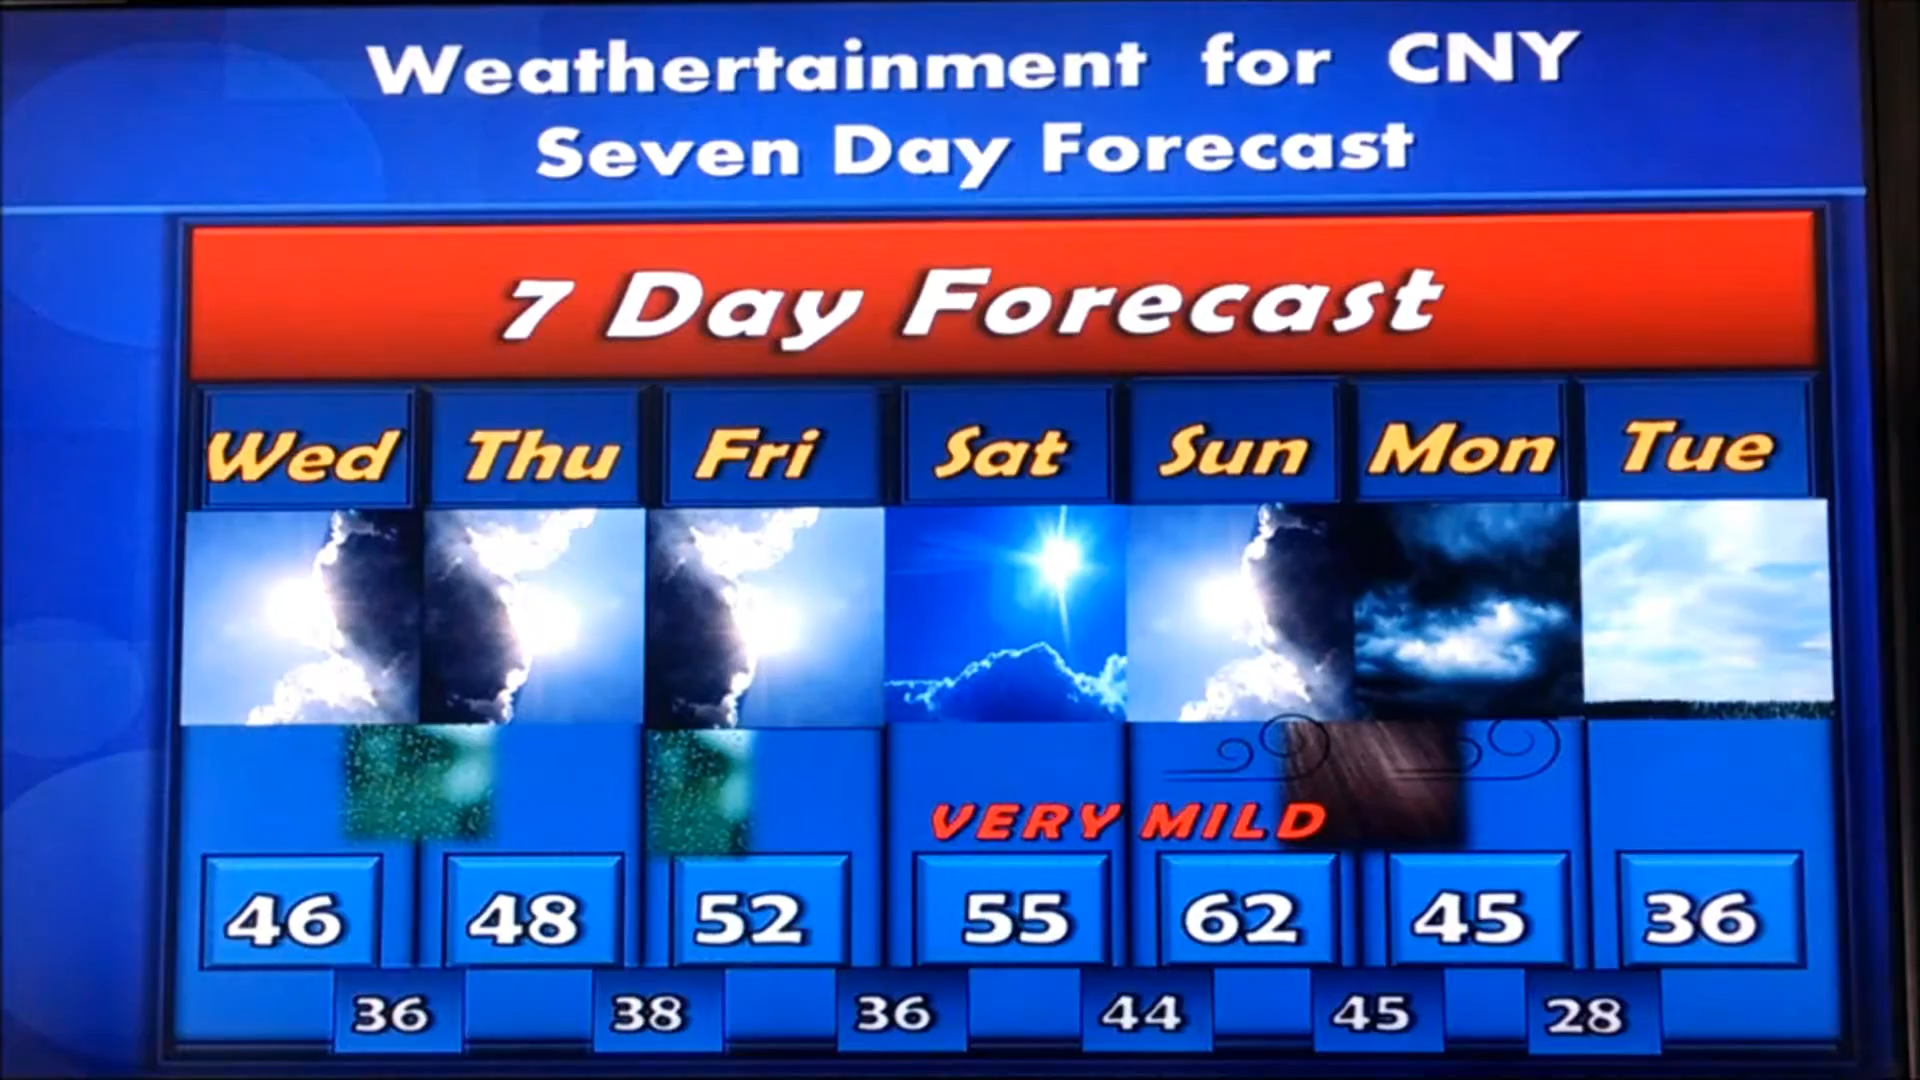 Weathertainment for CNY
Seven Day Forecast
7 Day Forecast
Wed Thu Fri Sat Sun Mon Tue
VERY MILD
46 48 52 55 62 45 36
36 38 36 44 45 28